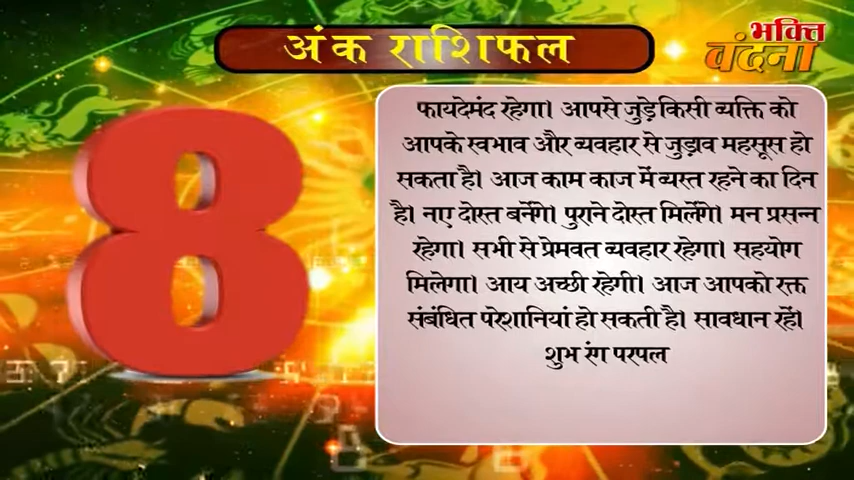 अंक राशिफल
भक्ति
वंदना
8
फायदेमंद रहेगा। आपसे जुड़े किसी व्यक्ति को
आपके स्वभाव और व्यवहार से जुड़ाव महसूस हो
सकता है। आज काम काज में व्यस्त रहने का दिन
है। नए दोस्त बनेंगे। पुराने दोस्त मिलेंगे। मन प्रसन्न
रहेगा। सभी से प्रेमवत व्यवहार रहेगा। सहयोग
मिलेगा। आय अच्छी रहेगी। आज आपको रक्त
संबंधित परेशानियां हो सकती है। सावधान रहें।
शुभ रंग परपल